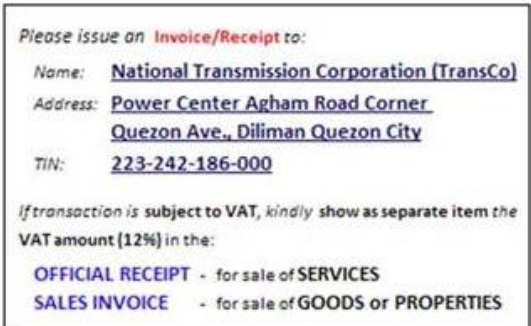 Please issue an Invoice/Receipt to:
Name: National Transmission Corporation (TransCo)
Address: Power Center Agham Road Corner
Quezon Ave., Diliman Quezon City
TIN: 223-242-186-000
If transaction is subject to VAT, kindly show as separate item the
VAT amount (12%) in the:
OFFICIAL RECEIPT - for sale of SERVICES
SALES INVOICE - for sale of GOODS or PROPERTIES